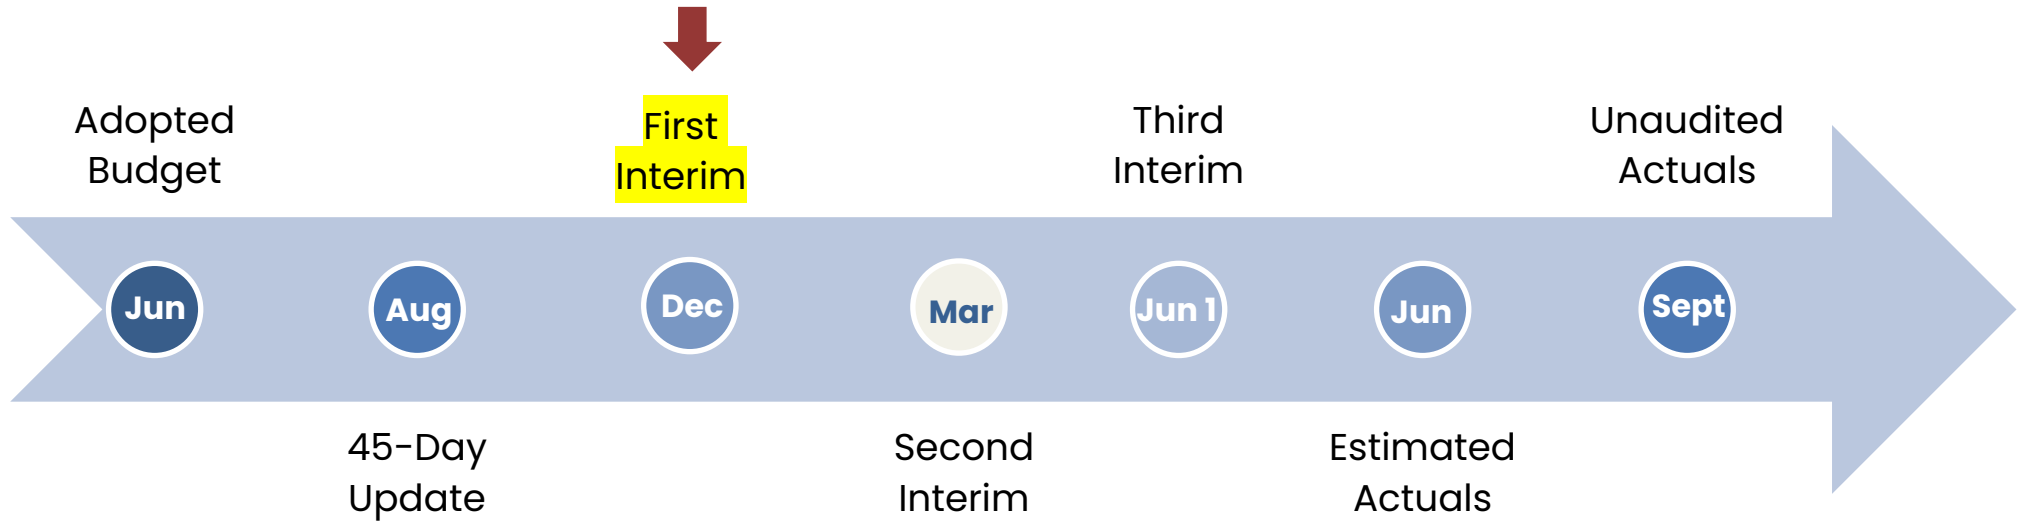 Adopted
Budget
First
Interim
Third
Interim
Unaudited
Actuals
Jun
Aug
Dec
Mar
Jun 1
Jun
Sept
45-Day
Update
Second
Interim
Estimated
Actuals